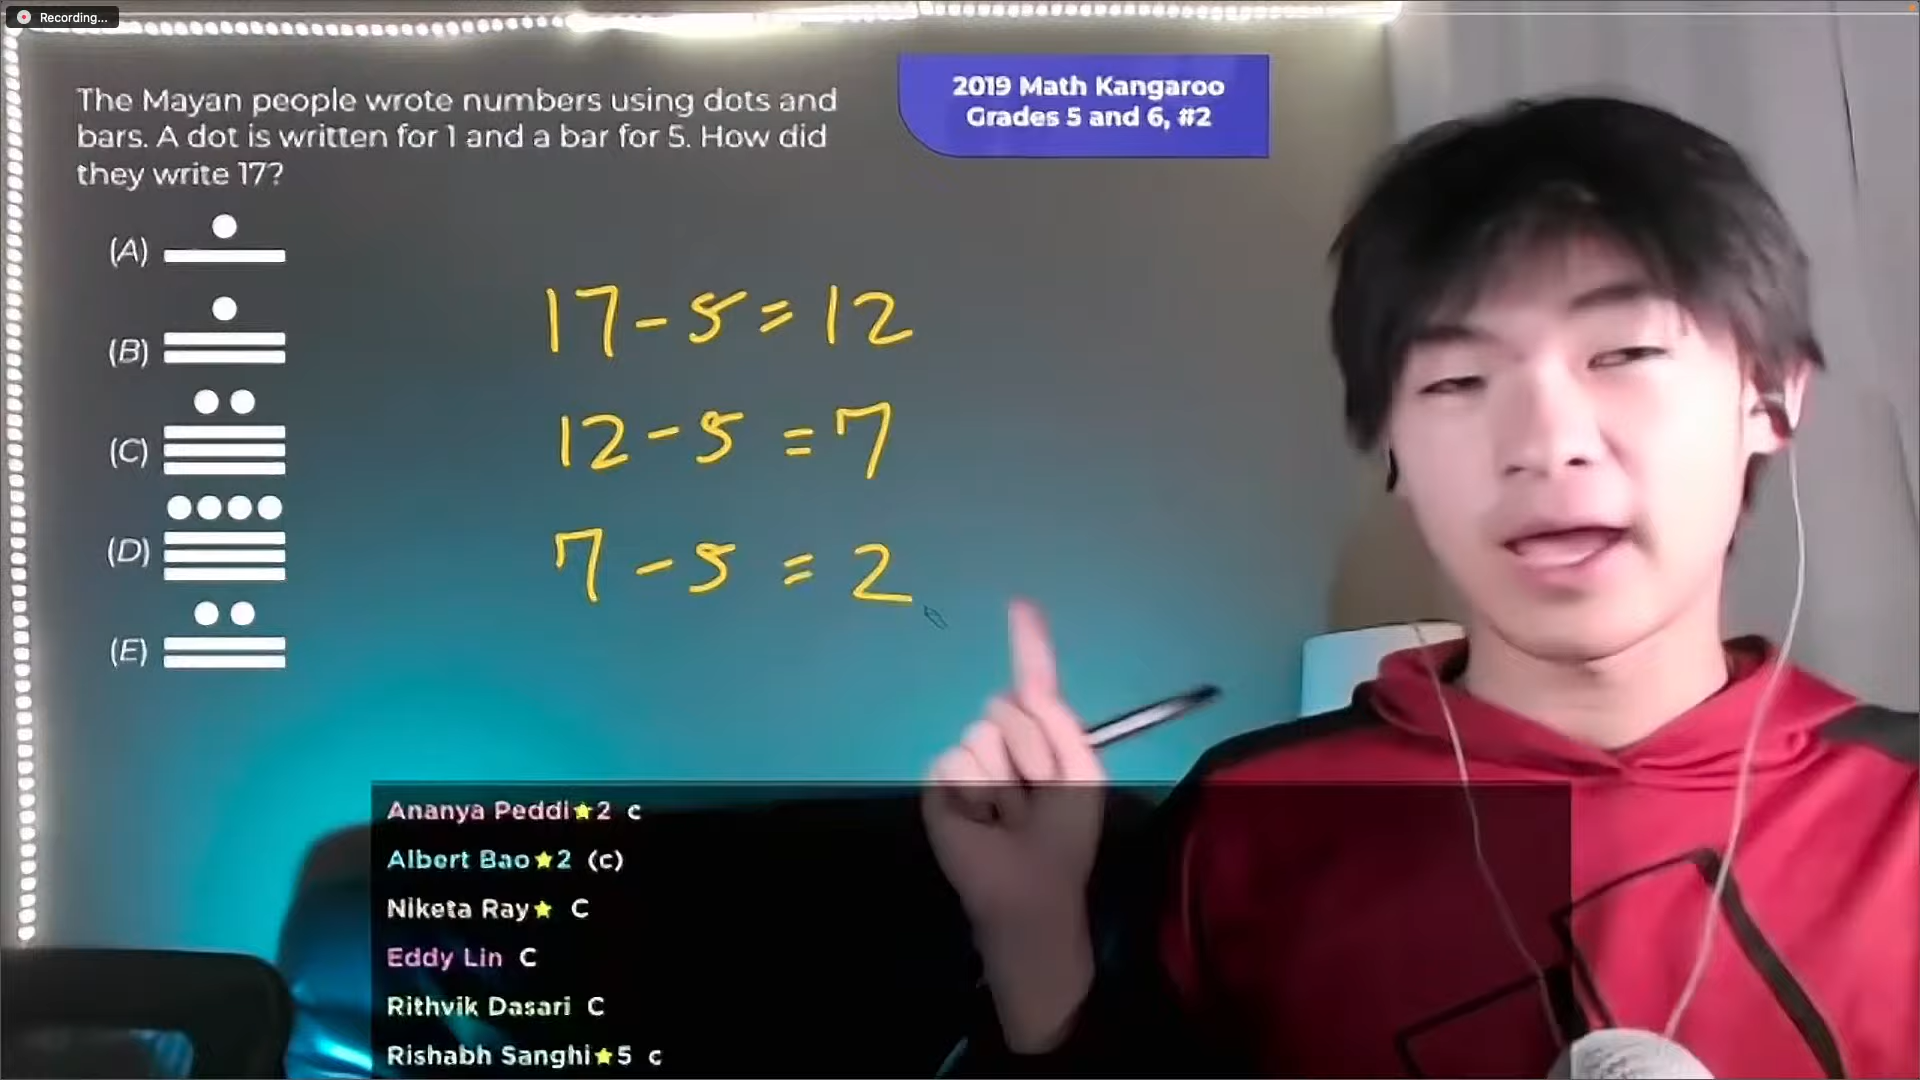 Recording...
The Mayan people wrote numbers using dots and
bars. A dot is written for 1 and a bar for 5. How did
they write 17?
2019 Math Kangaroo
Grades 5 and 6, #2
(A)
(B)
(C)
(D)
(E)
17-5=12
12-5=7
7-5=2
Ananya Peddi★2 c
Albert Bao★2 (c)
Niketa Ray★ C
Eddy Lin C
Rithvik Dasari C
Rishabh Sanghi★5 c